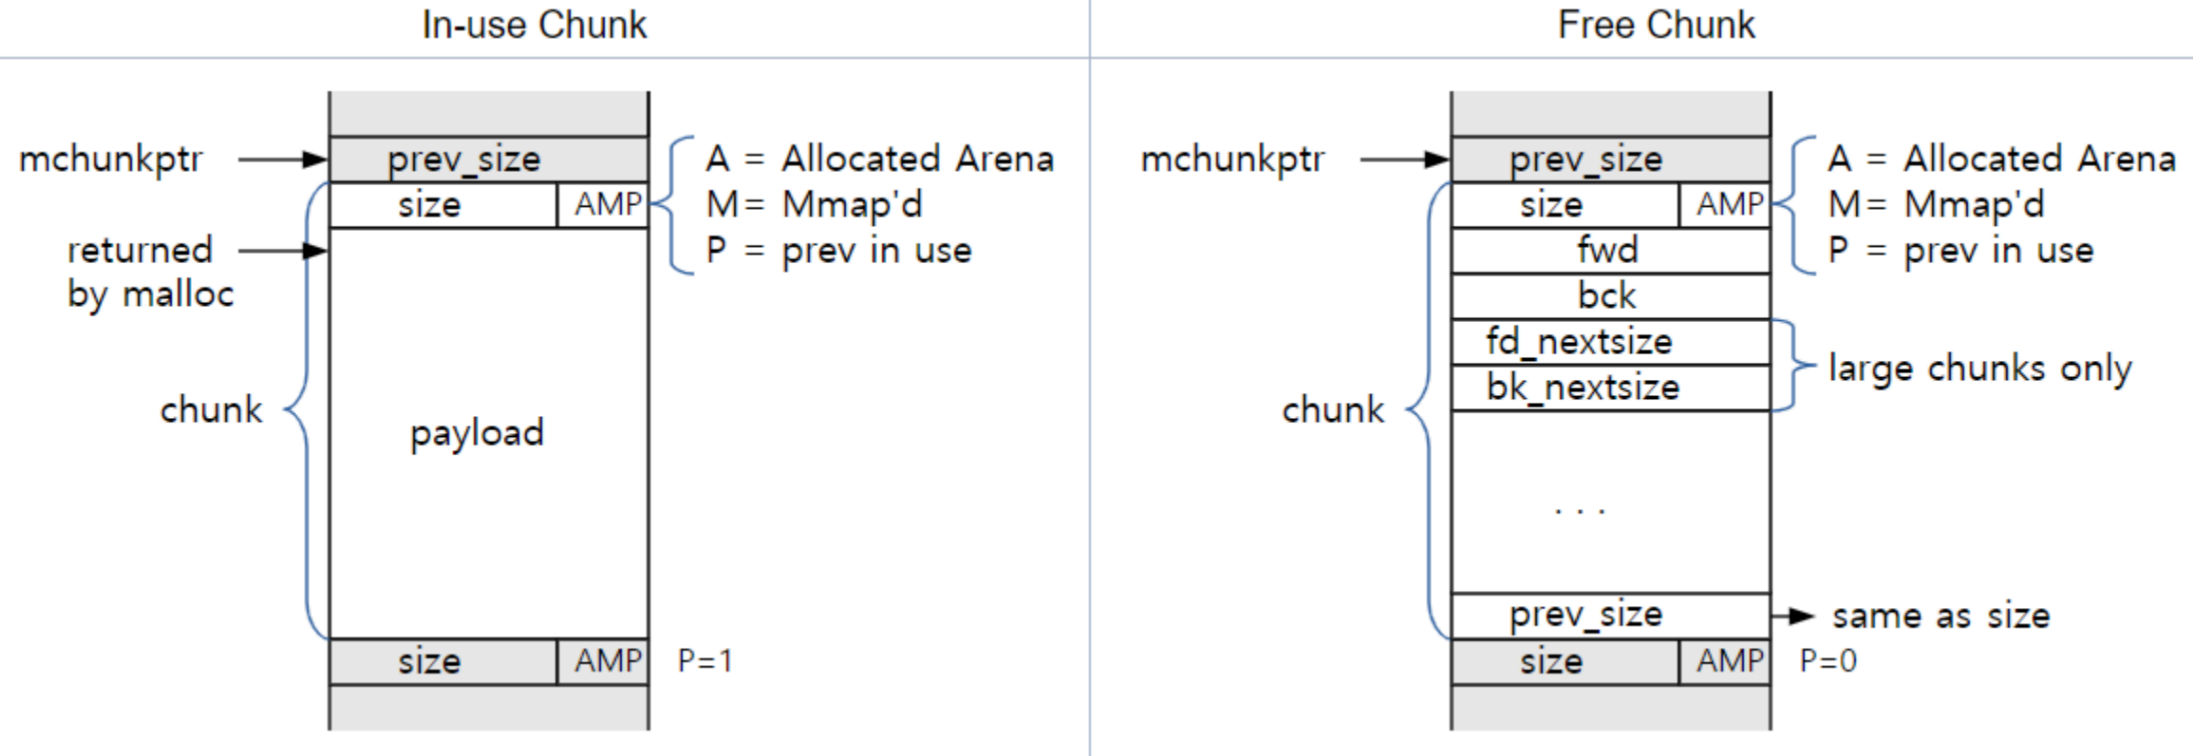 In-use Chunk
mchunkptr
prev_size
A = Allocated Arena
size
AMP
M= Mmap'd
returned
by malloc
P = prev in use
chunk
payload
size
AMP
P=1
Free Chunk
mchunkptr
prev_size
A = Allocated Arena
size
AMP
M= Mmap'd
fwd
P = prev in use
bck
fd_nextsize
bk_nextsize
large chunks only
chunk
. . .
prev_size
same as size
size
AMP
P=0